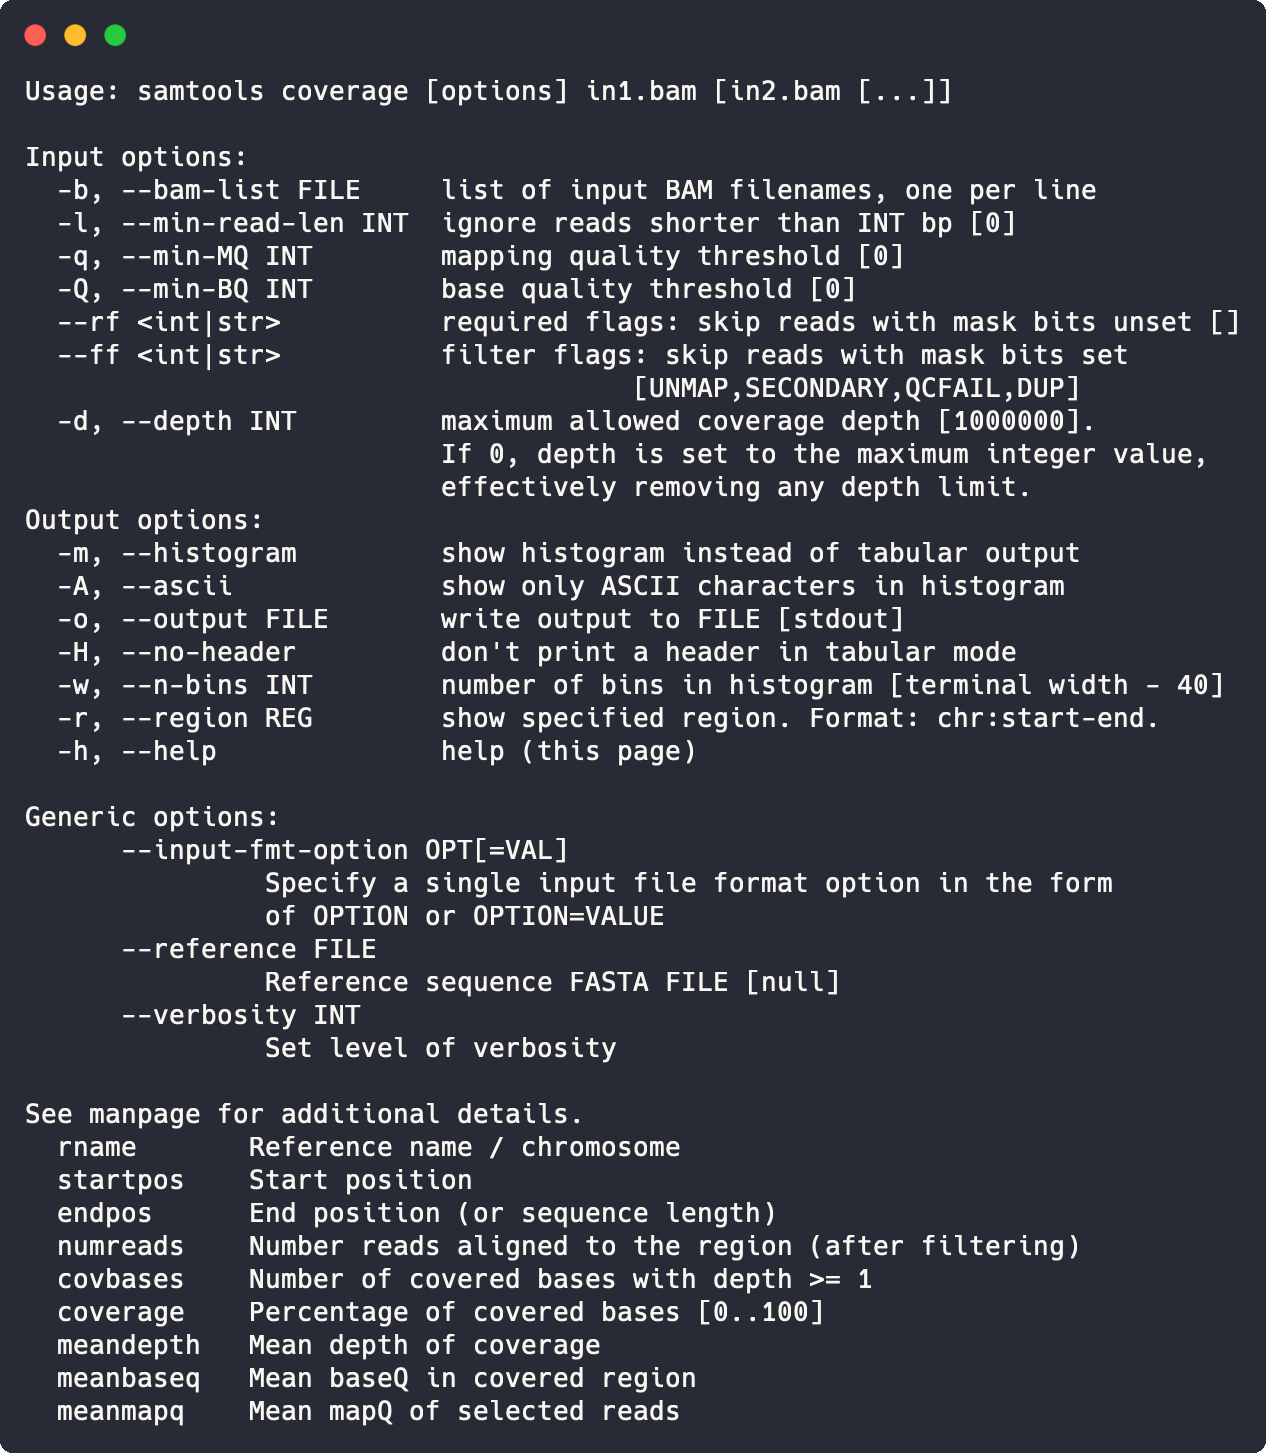 Usage: samtools coverage [options] in1.bam [in2.bam [...]]

Input options:
  -b, --bam-list FILE     list of input BAM filenames, one per line
  -l, --min-read-len INT  ignore reads shorter than INT bp [0]
  -q, --min-MQ INT        mapping quality threshold [0]
  -Q, --min-BQ INT        base quality threshold [0]
  --rf <int|str>          required flags: skip reads with mask bits unset []
  --ff <int|str>          filter flags: skip reads with mask bits set
                                      [UNMAP,SECONDARY,QCFAIL,DUP]
  -d, --depth INT         maximum allowed coverage depth [1000000].
                          If 0, depth is set to the maximum integer value,
                          effectively removing any depth limit.
Output options:
  -m, --histogram         show histogram instead of tabular output
  -A, --ascii             show only ASCII characters in histogram
  -o, --output FILE       write output to FILE [stdout]
  -H, --no-header         don't print a header in tabular mode
  -w, --n-bins INT        number of bins in histogram [terminal width - 40]
  -r, --region REG        show specified region. Format: chr:start-end.
  -h, --help              help (this page)

Generic options:
      --input-fmt-option OPT[=VAL]
               Specify a single input file format option in the form
               of OPTION or OPTION=VALUE
      --reference FILE
               Reference sequence FASTA FILE [null]
      --verbosity INT
               Set level of verbosity

See manpage for additional details.
  rname       Reference name / chromosome
  startpos    Start position
  endpos      End position (or sequence length)
  numreads    Number reads aligned to the region (after filtering)
  covbases    Number of covered bases with depth >= 1
  coverage    Percentage of covered bases [0..100]
  meandepth   Mean depth of coverage
  meanbaseq   Mean baseQ in covered region
  meanmapq    Mean mapQ of selected reads